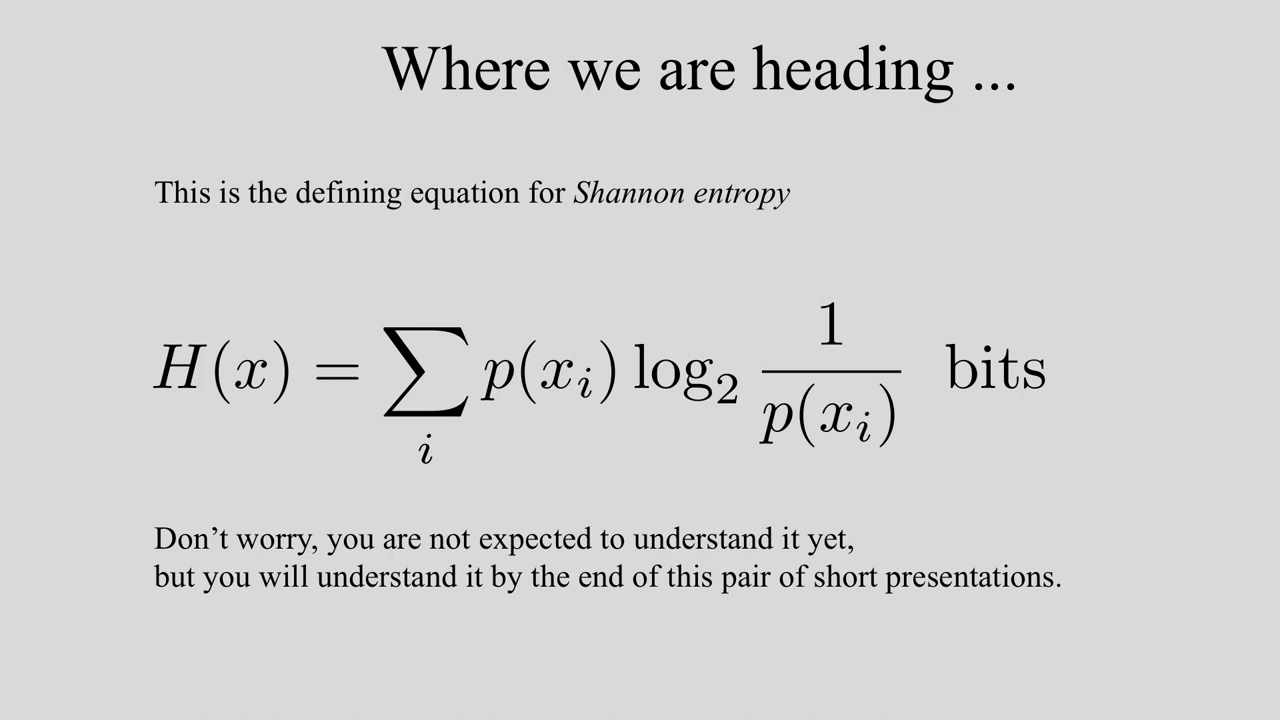 Where we are heading ...
This is the defining equation for Shannon entropy
H(x) = ∑_i p(x_i) log_2 1/p(x_i) bits
Don’t worry, you are not expected to understand it yet,
but you will understand it by the end of this pair of short presentations.